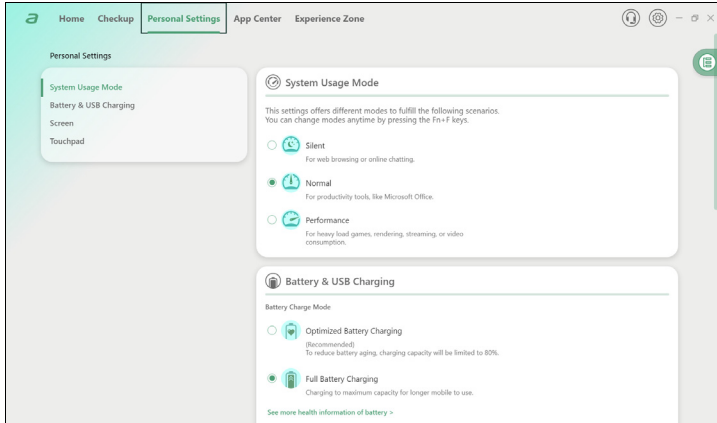 a Home Checkup Personal Settings App Center Experience Zone
Personal Settings
System Usage Mode
Battery & USB Charging
Screen
Touchpad
System Usage Mode
This settings offers different modes to fulfill the following scenarios.
You can change modes anytime by pressing the Fn+F keys.
Silent
For web browsing or online chatting.
Normal
For productivity tools, like Microsoft Office.
Performance
For heavy load games, rendering, streaming, or video
consumption.
Battery & USB Charging
Battery Charge Mode
Optimized Battery Charging
(Recommended)
To reduce battery aging, charging capacity will be limited to 80%.
Full Battery Charging
Charging to maximum capacity for longer mobile to use.
See more health information of battery >